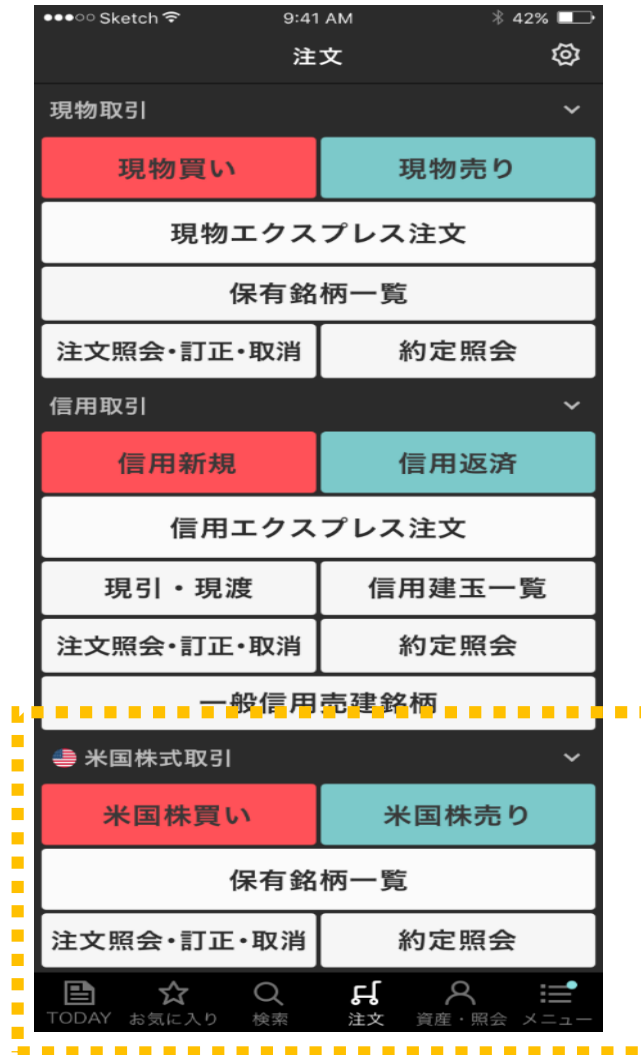 Sketch 9:41 AM 42%
注文
現物取引
現物買い 現物売り
現物エクスプレス注文
保有銘柄一覧
注文照会・訂正・取消 約定照会
信用取引
信用新規 信用返済
信用エクスプレス注文
現引・現渡 信用建玉一覧
注文照会・訂正・取消 約定照会
一般信用売建銘柄
米国株式取引
米国株買い 米国株売り
保有銘柄一覧
注文照会・訂正・取消 約定照会
TODAY お気に入り 検索 注文 資産・照会 メニュー